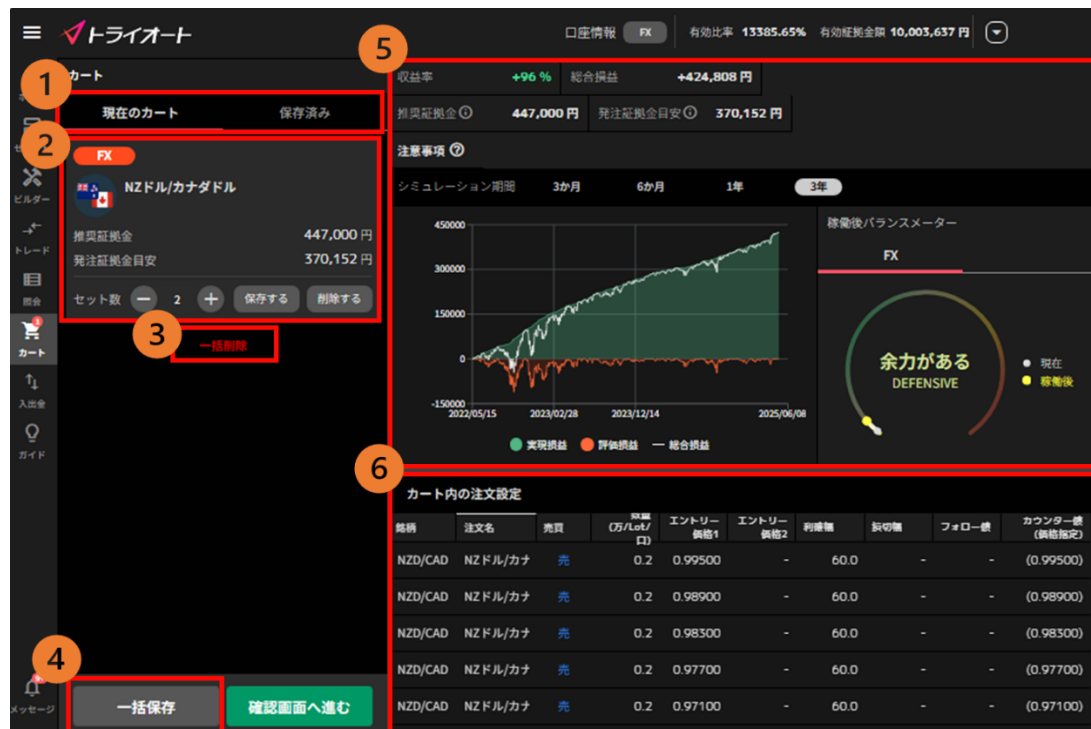 トライオート
口座情報 FX 有効比率 13385.65% 有効証拠金額 10,003,637 円
5
カート
1
現在のカート 保存済み
2
FX
NZドル/カナダドル
推奨証拠金 447,000 円
発注証拠金目安 370,152 円
セット数 2 保存する 削除する
3
一括削除
ビルダー
トレード
照会
1
カート
入出金
ガイド
メッセージ
4
一括保存 確認画面へ進む
収益率 +96 % 総合損益 +424,808 円
推奨証拠金 447,000 円 発注証拠金目安 370,152 円
注意事項
シミュレーション期間 3か月 6か月 1年 3年
450000
300000
150000
0
-150000
2022/05/15 2023/02/28 2023/12/14 2025/06/08
実現損益 評価損益 総合損益
稼働後バランスメーター
FX
余力がある
DEFENSIVE
現在
稼働後
6
カート内の注文設定
銘柄 注文名 売買 数量(万/Lot/口) エントリー価格1 エントリー価格2 利確幅 損切幅 フォロー値 カウンター値(価格指定)
NZD/CAD NZドル/カナ 売 0.2 0.99500 - 60.0 - - (0.99500)
NZD/CAD NZドル/カナ 売 0.2 0.98900 - 60.0 - - (0.98900)
NZD/CAD NZドル/カナ 売 0.2 0.98300 - 60.0 - - (0.98300)
NZD/CAD NZドル/カナ 売 0.2 0.97700 - 60.0 - - (0.97700)
NZD/CAD NZドル/カナ 売 0.2 0.97100 - 60.0 - - (0.97100)